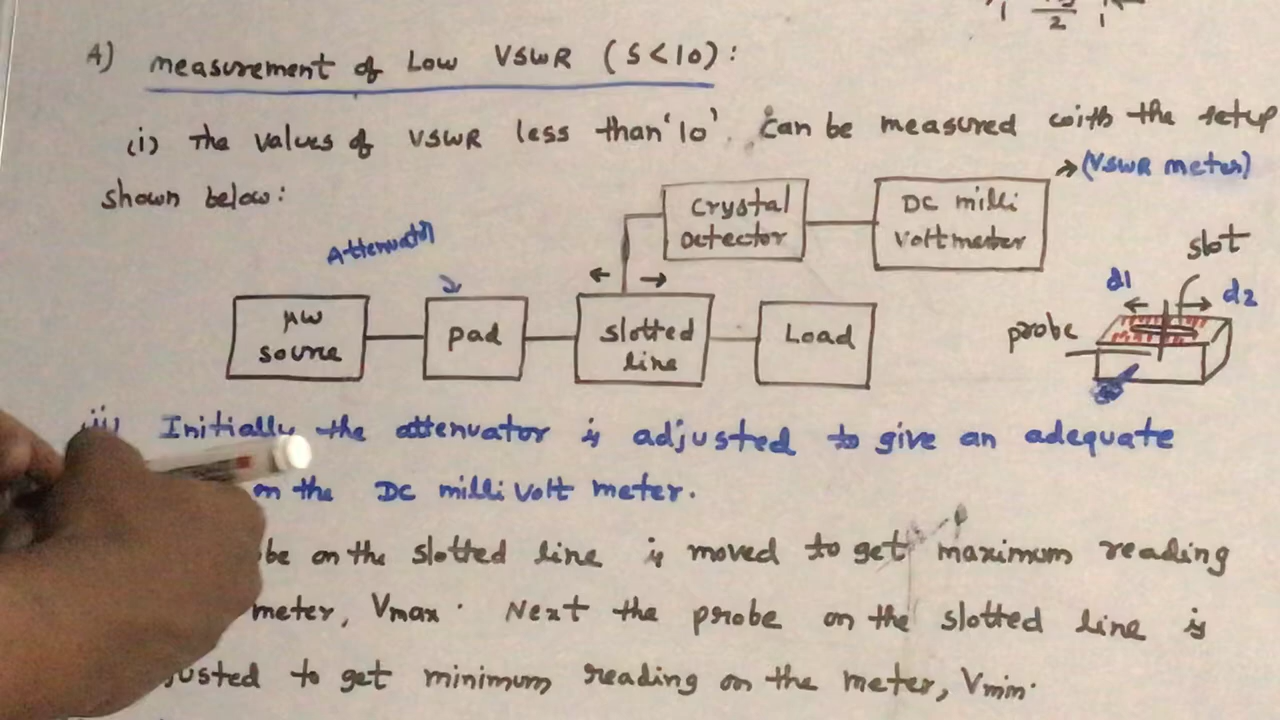 4) measurement of Low VSWR (S<10):
(i) The values of VSWR less than '10' can be measured with the setup
shown below:
→ (VSWR meter)
Crystal Detector
DC milli Voltmeter
Attenuator
μw source
pad
slotted line
Load
slot
d1
d2
probe
Initially the attenuator is adjusted to give an adequate
on the DC milli volt meter.
on the slotted line is moved to get maximum reading
meter, Vmax. Next the probe on the slotted line is
to get minimum reading on the meter, Vmin.